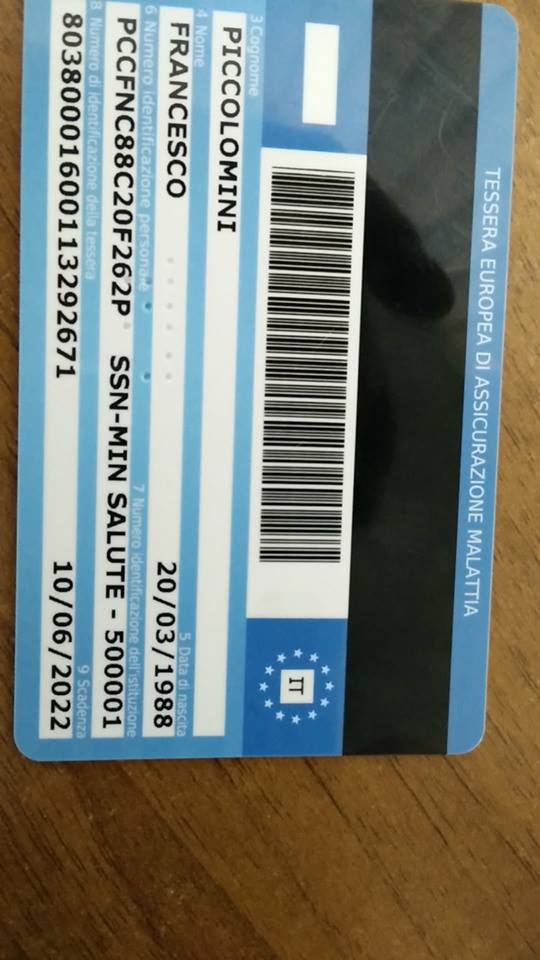 TESSERA EUROPEA DI ASSICURAZIONE MALATTIA
IT
3 Cognome
PICCOLOMINI
4 Nome
5 Data di nascita
FRANCESCO
20/03/1988
6 Numero identificazione personale
7 Numero identificazione dell'istituzione
PCCFNC88C20F262P
SSN-MIN SALUTE - 500001
8 Numero di identificazione della tessera
9 Scadenza
80380001600113292671
10/06/2022